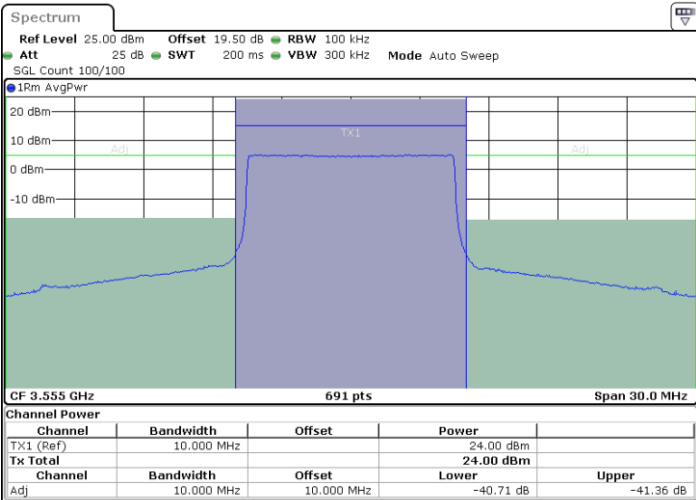 Spectrum
Ref Level 25.00 dBm Offset 19.50 dB RBW 100 kHz
Att 25 dB SWT 200 ms VBW 300 kHz Mode Auto Sweep
SGL Count 100/100
1Rm AvgPwr
20 dBm
TX1
10 dBm
Adj Adj
0 dBm
-10 dBm
CF 3.555 GHz 691 pts Span 30.0 MHz
Channel Power
Channel Bandwidth Offset Power
TX1 (Ref) 10.000 MHz 24.00 dBm
Tx Total 24.00 dBm
Channel Bandwidth Offset Lower Upper
Adj 10.000 MHz 10.000 MHz -40.71 dB -41.36 dB